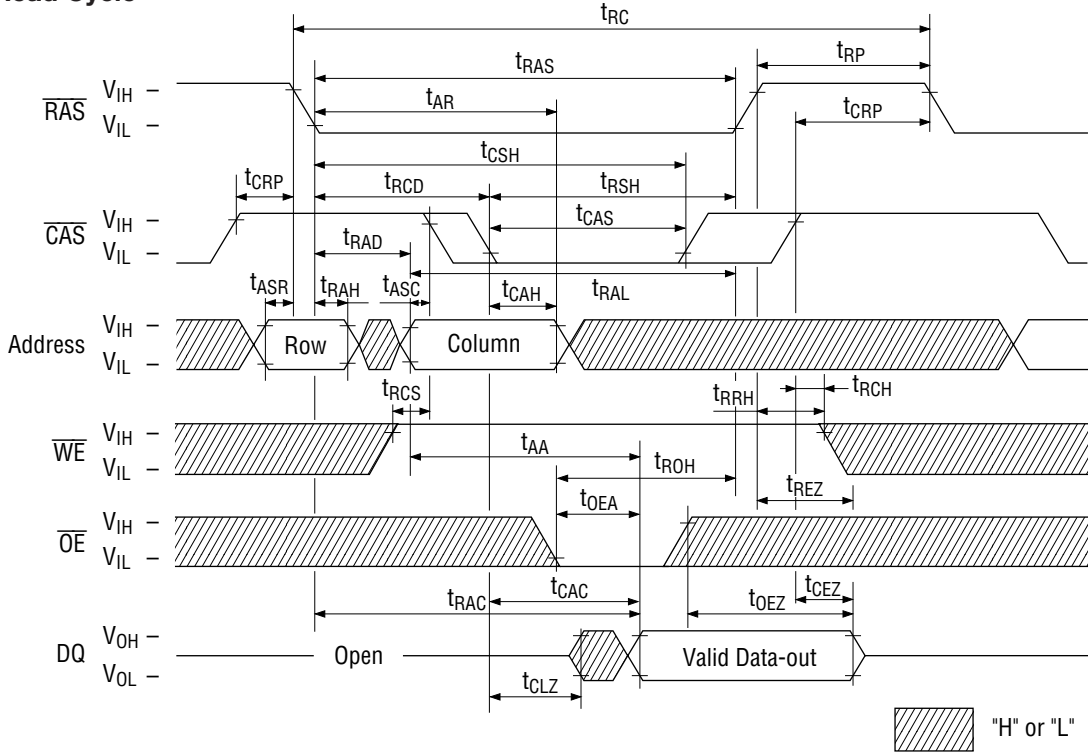 Read Cycle
tRC
tRP
tRAS
RAS VIH –
VIL –
tAR
tCRP
tCSH
tCRP
tRCD
tRSH
CAS VIH –
VIL –
tCAS
tRAD
tASR
tRAH
tASC
tCAH
tRAL
Address VIH –
VIL –
Row
Column
tRCS
tRRH
tRCH
WE VIH –
VIL –
tAA
tROH
tREZ
tOEA
OE VIH –
VIL –
tCAC
tCEZ
tRAC
tOEZ
DQ VOH –
VOL –
Open
Valid Data-out
tCLZ
"H" or "L"